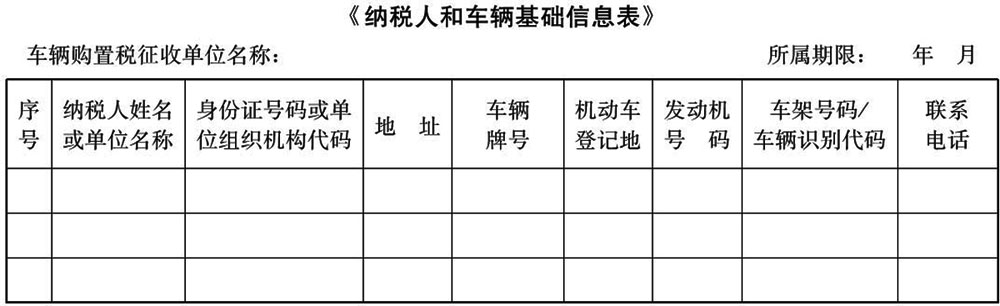 《纳税人和车辆基础信息表》
车辆购置税征收单位名称： 所属期限： 年 月
序号 纳税人姓名或单位名称 身份证号码或单位组织机构代码 地 址 车辆牌号 机动车登记地 发动机号 码 车架号码/车辆识别代码 联系电话